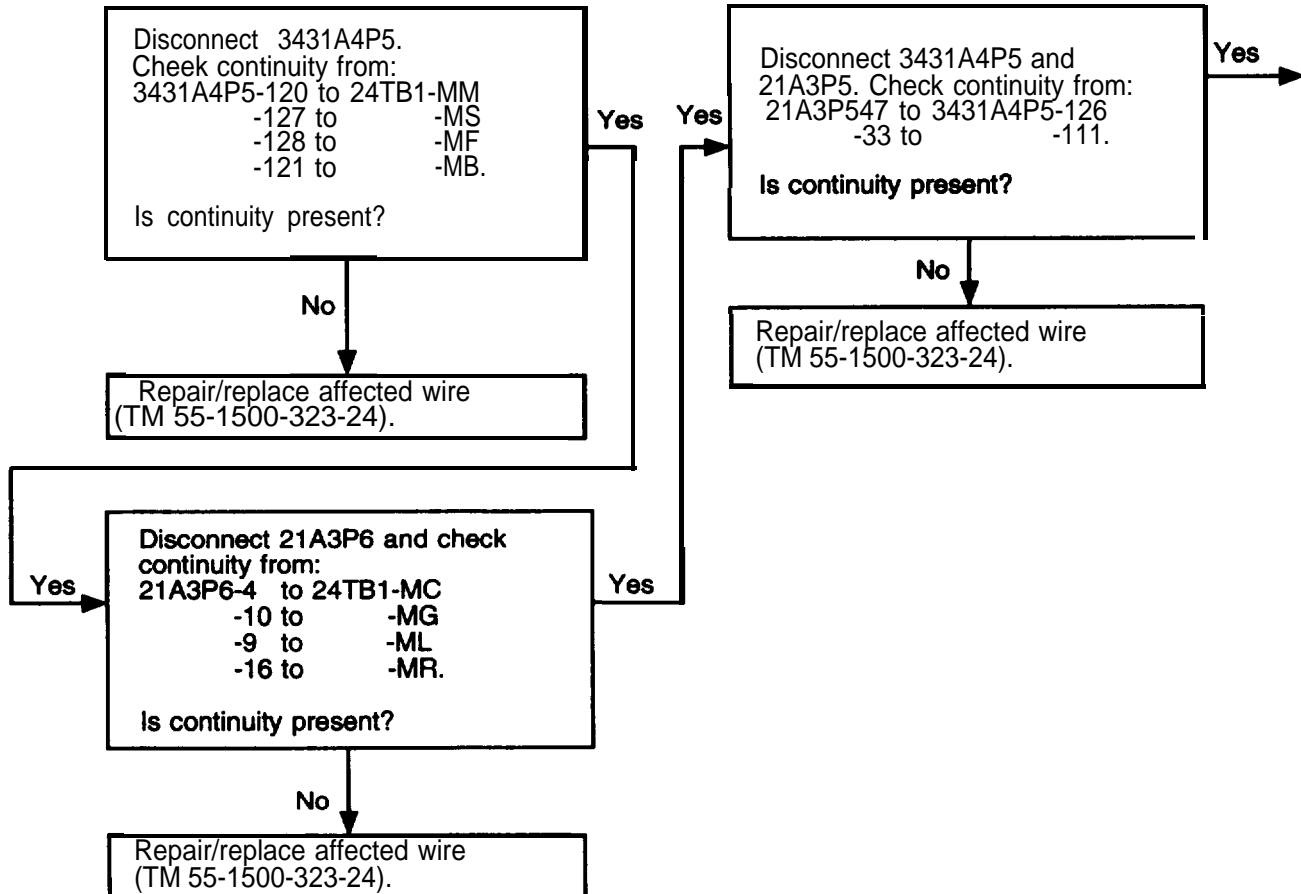 Disconnect 3431A4P5.
Cheek continuity from:
3431A4P5-120 to 24TB1-MM
-127 to -MS
-128 to -MF
-121 to -MB.
Is continuity present?
Yes
No
Repair/replace affected wire
(TM 55-1500-323-24).
Yes
Disconnect 21A3P6 and check
continuity from:
21A3P6-4 to 24TB1-MC
-10 to -MG
-9 to -ML
-16 to -MR.
Is continuity present?
Yes
No
Repair/replace affected wire
(TM 55-1500-323-24).
Yes
Disconnect 3431A4P5 and
21A3P5. Check continuity from:
21A3P547 to 3431A4P5-126
-33 to -111.
Is continuity present?
Yes
No
Repair/replace affected wire
(TM 55-1500-323-24).